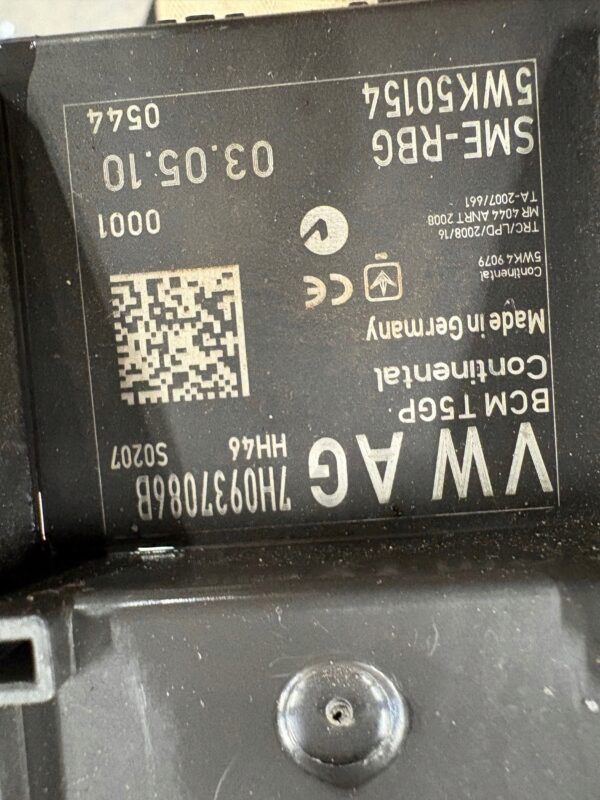 VW AG 7H0937086B
BCM T5GP HH46 S0207
Continental
Made in Germany
CE
Continental
5WK4 9079 0001
TRC/LPD/2008/16
MR 4044 ANRT 2008
TA-2007/661
SME-RBG 03.05.10
5WK50154 0544